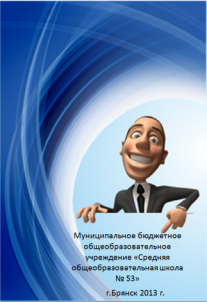 Муниципальное бюджетное
общеобразовательное
учреждение «Средняя
общеобразовательная школа
№ 53»
г.Брянск 2013 г.